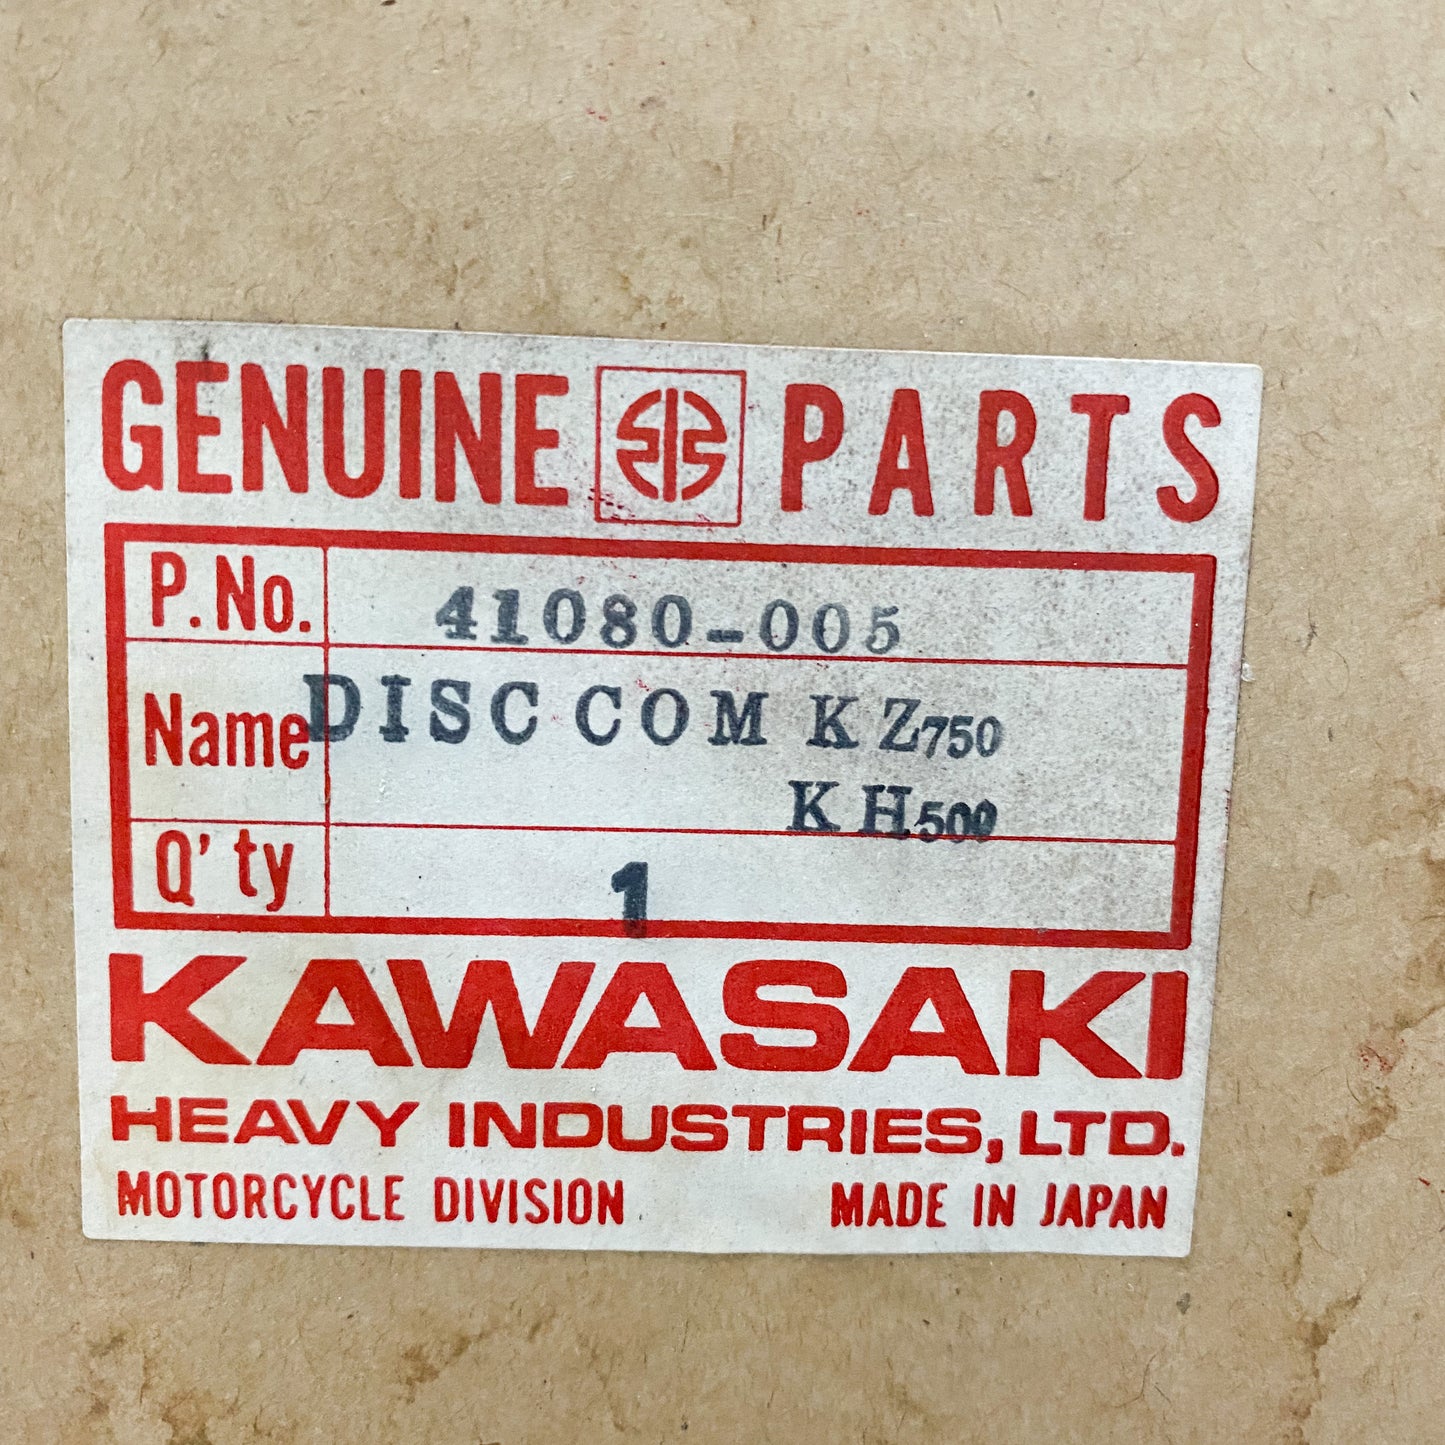 GENUINE PARTS
P.No. 41080-005
Name DISC COM KZ750
KH500
Q'ty 1
KAWASAKI
HEAVY INDUSTRIES, LTD.
MOTORCYCLE DIVISION MADE IN JAPAN